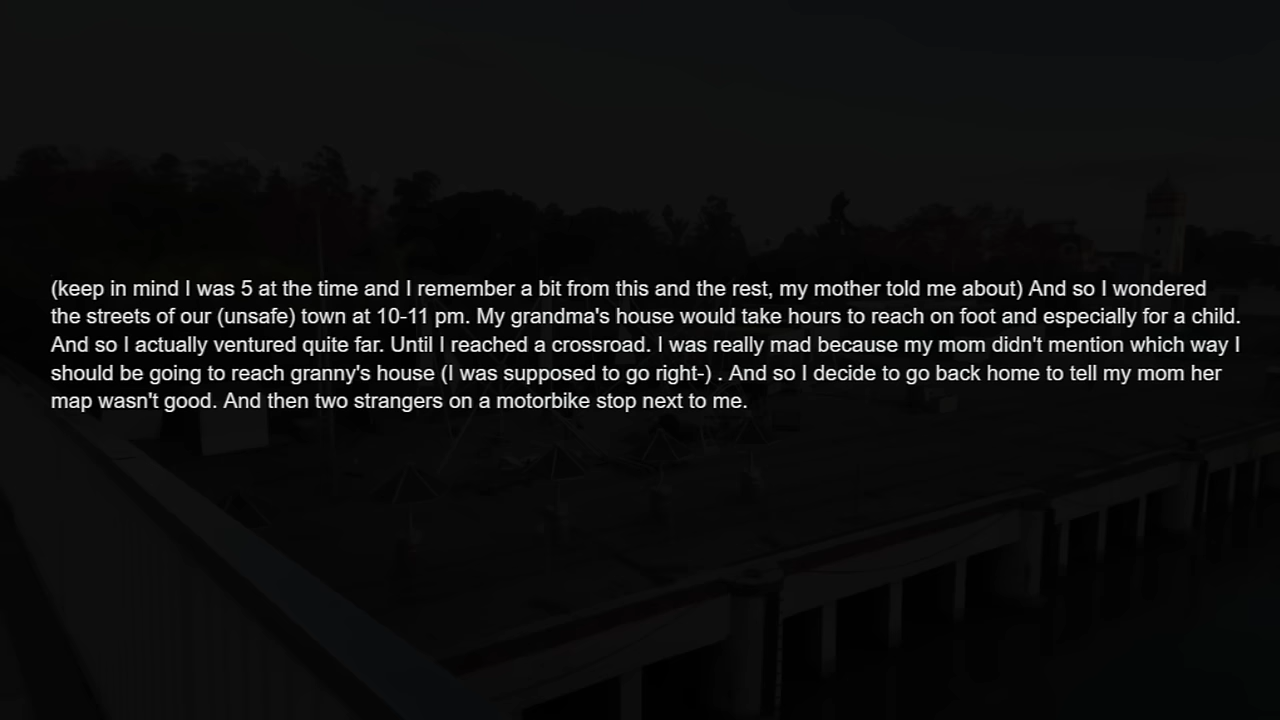 (keep in mind I was 5 at the time and I remember a bit from this and the rest, my mother told me about) And so I wondered
the streets of our (unsafe) town at 10-11 pm. My grandma's house would take hours to reach on foot and especially for a child.
And so I actually ventured quite far. Until I reached a crossroad. I was really mad because my mom didn't mention which way I
should be going to reach granny's house (I was supposed to go right-) . And so I decide to go back home to tell my mom her
map wasn't good. And then two strangers on a motorbike stop next to me.